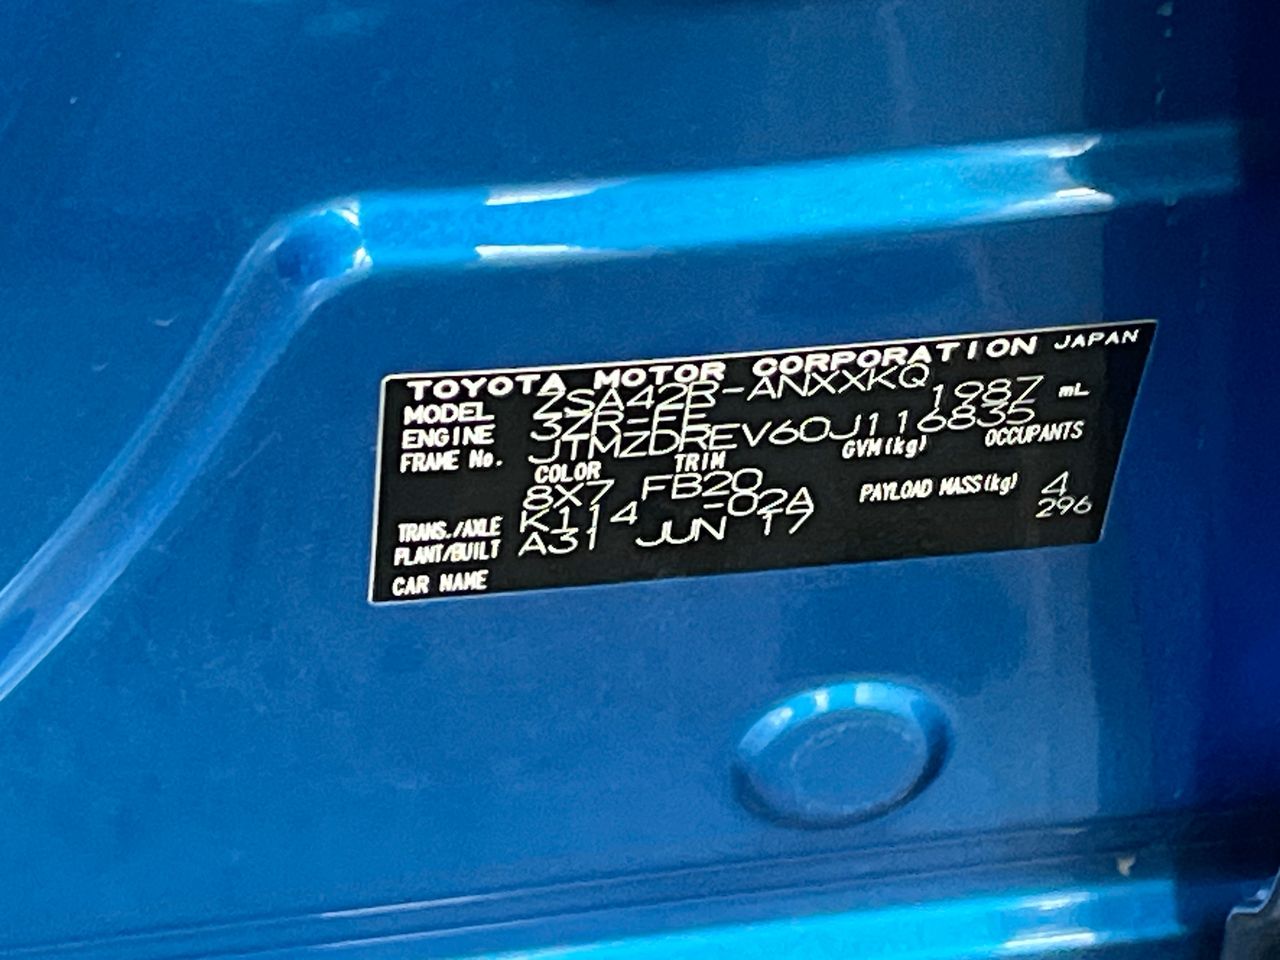 TOYOTA MOTOR CORPORATION JAPAN
MODEL ZSA42R-ANXXKQ
ENGINE 3ZR-FE 1987 mL
FRAME No. JTMZDREV60J116835
COLOR TRIM GVM(kg) OCCUPANTS
8X7 FB20 4
TRANS./AXLE K114 -02A PAYLOAD MASS(kg) 296
PLANT/BUILT A31 JUN 17
CAR NAME